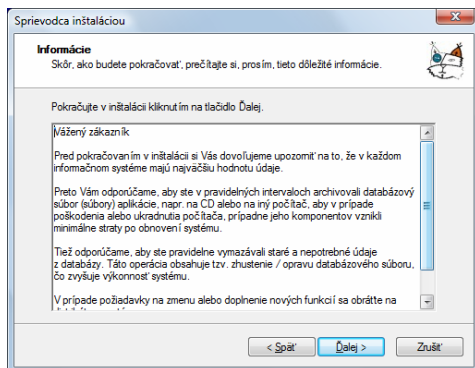 Sprievodca inštaláciou
Informácie
Skôr, ako budete pokračovať, prečítajte si, prosím, tieto dôležité informácie.
Pokračujte v inštalácii kliknutím na tlačidlo Ďalej.
Vážený zákazník
Pred pokračovaním v inštalácii si Vás dovoľujeme upozorniť na to, že v každom
informačnom systéme majú najväčšiu hodnotu údaje.
Preto Vám odporúčame, aby ste v pravidelných intervaloch archivovali databázový
súbor (súbory) aplikácie, napr. na CD alebo na iný počítač, aby v prípade
poškodenia alebo ukradnutia počítača, prípadne jeho komponentov vznikli
minimálne straty po obnovení systému.
Tiež odporúčame, aby ste pravidelne vymazávali staré a nepotrebné údaje
z databázy. Táto operácia obsahuje tzv. zhustenie / opravu databázového súboru,
čo zvyšuje výkonnosť systému.
V prípade požiadavky na zmenu alebo doplnenie nových funkcií sa obráťte na
< Späť Ďalej > Zrušiť